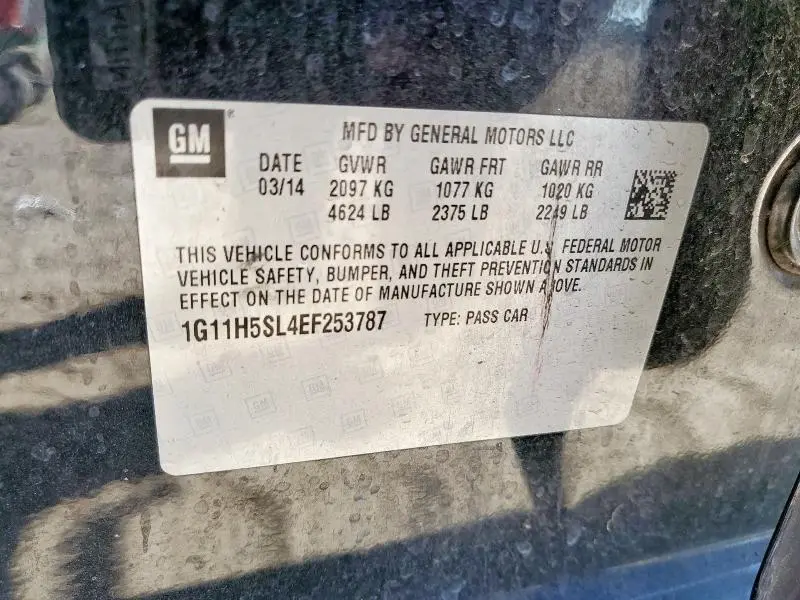 GM®
MFD BY GENERAL MOTORS LLC
DATE GVWR GAWR FRT GAWR RR
03/14 2097 KG 1077 KG 1020 KG
4624 LB 2375 LB 2249 LB
THIS VEHICLE CONFORMS TO ALL APPLICABLE U.S. FEDERAL MOTOR
VEHICLE SAFETY, BUMPER, AND THEFT PREVENTION STANDARDS IN
EFFECT ON THE DATE OF MANUFACTURE SHOWN ABOVE.
1G11H5SL4EF253787 TYPE: PASS CAR